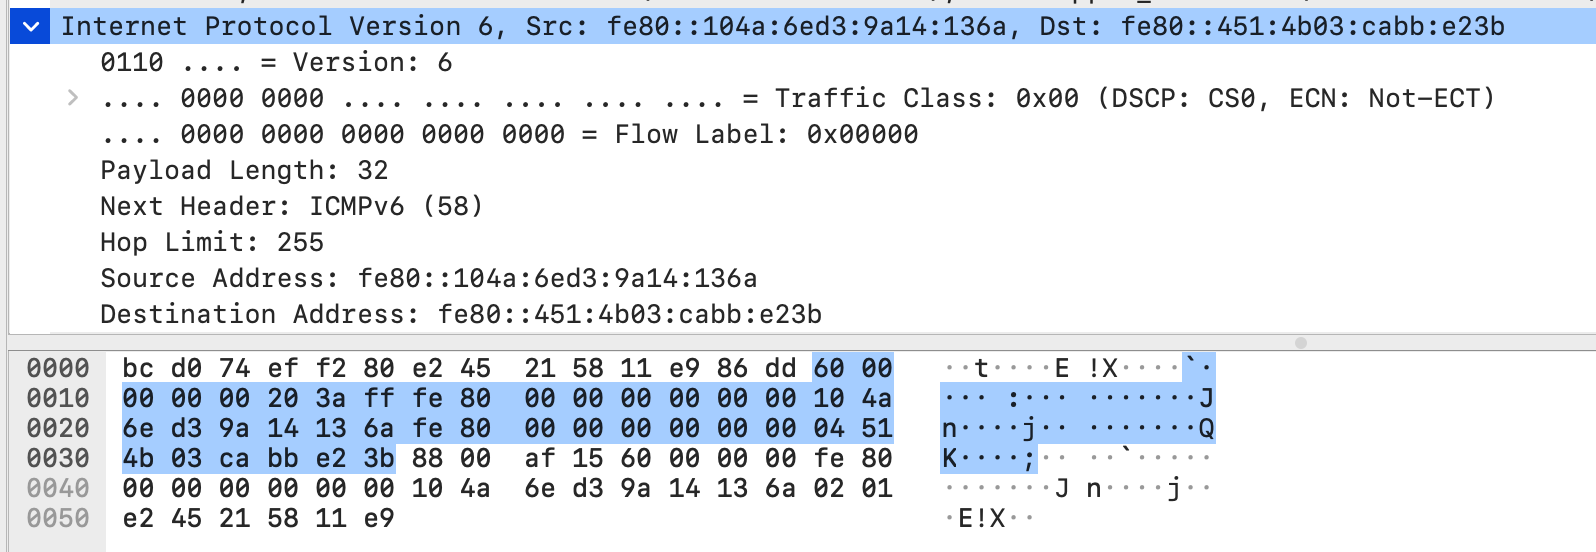 Internet Protocol Version 6, Src: fe80::104a:6ed3:9a14:136a, Dst: fe80::451:4b03:cabb:e23b
0110 .... = Version: 6
.... 0000 0000 .... .... .... .... .... = Traffic Class: 0x00 (DSCP: CS0, ECN: Not-ECT)
.... 0000 0000 0000 0000 0000 = Flow Label: 0x00000
Payload Length: 32
Next Header: ICMPv6 (58)
Hop Limit: 255
Source Address: fe80::104a:6ed3:9a14:136a
Destination Address: fe80::451:4b03:cabb:e23b
0000 bc d0 74 ef f2 80 e2 45 21 58 11 e9 86 dd 60 00 ··t····E !X····`·
0010 00 00 00 20 3a ff fe 80 00 00 00 00 00 00 10 4a ··· :··· ·······J
0020 6e d3 9a 14 13 6a fe 80 00 00 00 00 00 00 04 51 n····j·· ·······Q
0030 4b 03 ca bb e2 3b 88 00 af 15 60 00 00 00 fe 80 K····;·· ··`·····
0040 00 00 00 00 00 00 10 4a 6e d3 9a 14 13 6a 02 01 ·······J n····j··
0050 e2 45 21 58 11 e9 ·E!X··